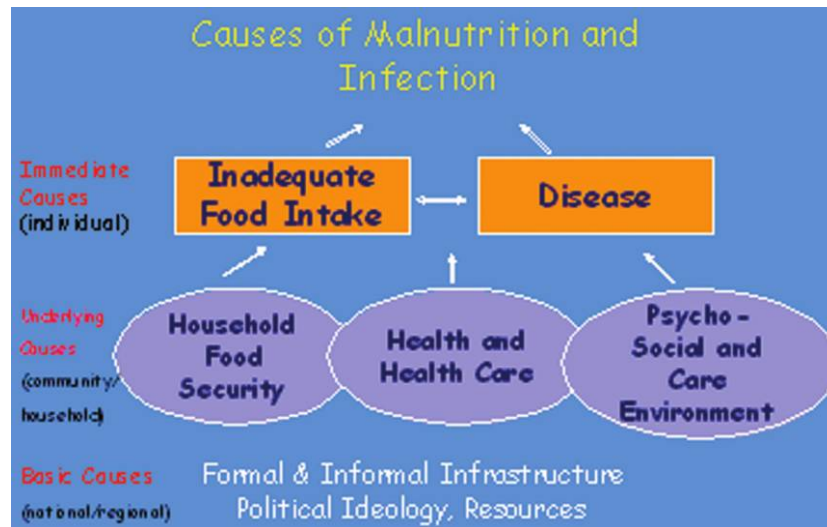 Causes of Malnutrition and
Infection
Immediate
Causes
(individual)
Inadequate
Food Intake
Disease
Underlying
Causes
(community/
household)
Household
Food
Security
Health and
Health Care
Psycho-
Social and
Care
Environment
Basic Causes
(national/regional)
Formal & Informal Infrastructure
Political Ideology, Resources